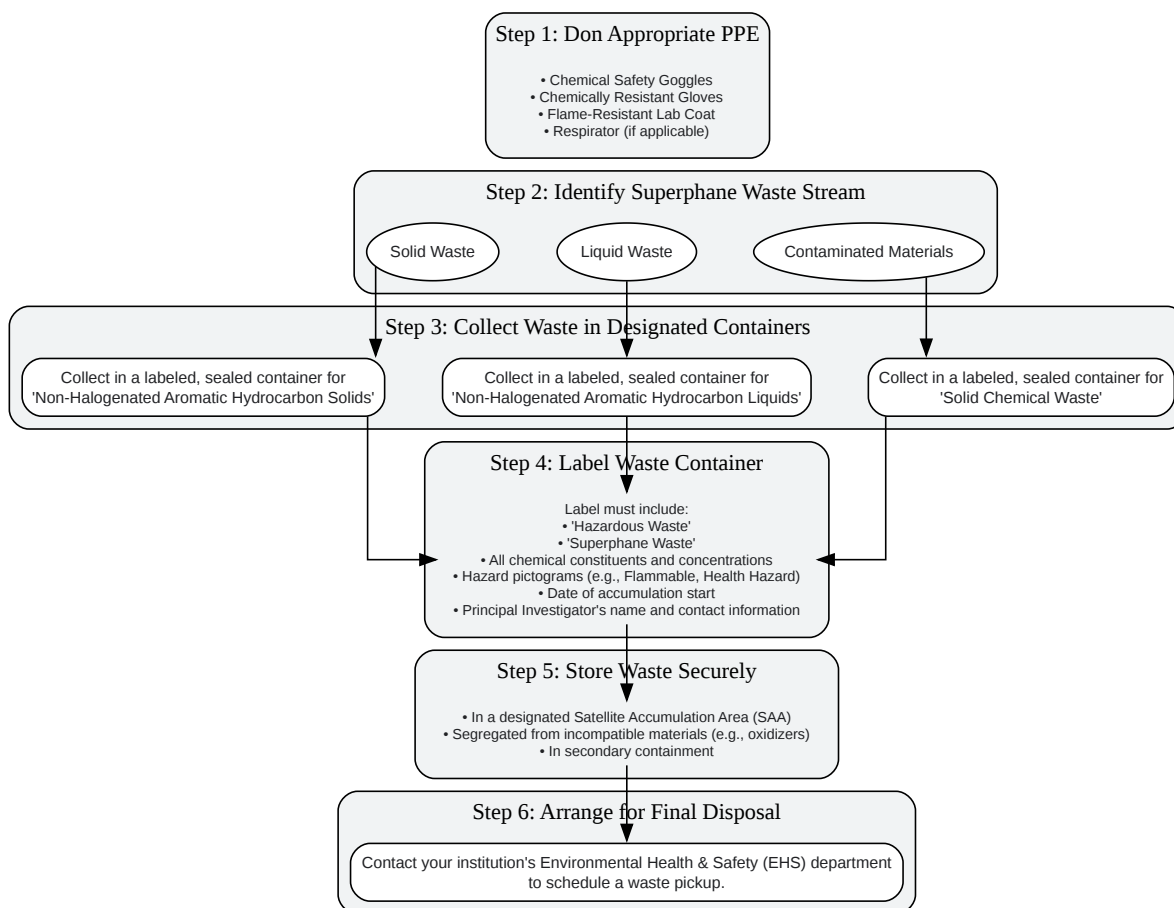 Step 1: Don Appropriate PPE
• Chemical Safety Goggles
• Chemically Resistant Gloves
• Flame-Resistant Lab Coat
• Respirator (if applicable)
Step 2: Identify Superphane Waste Stream
Solid Waste
Liquid Waste
Contaminated Materials
Step 3: Collect Waste in Designated Containers
Collect in a labeled, sealed container for
'Non-Halogenated Aromatic Hydrocarbon Solids'
Collect in a labeled, sealed container for
'Non-Halogenated Aromatic Hydrocarbon Liquids'
Collect in a labeled, sealed container for
'Solid Chemical Waste'
Step 4: Label Waste Container
Label must include:
• 'Hazardous Waste'
• 'Superphane Waste'
• All chemical constituents and concentrations
• Hazard pictograms (e.g., Flammable, Health Hazard)
• Date of accumulation start
• Principal Investigator's name and contact information
Step 5: Store Waste Securely
• In a designated Satellite Accumulation Area (SAA)
• Segregated from incompatible materials (e.g., oxidizers)
• In secondary containment
Step 6: Arrange for Final Disposal
Contact your institution's Environmental Health & Safety (EHS) department
to schedule a waste pickup.